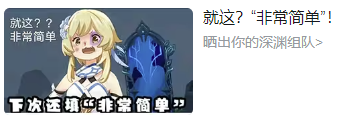 就这？？
非常简单
下次还填“非常简单”
就这？“非常简单”！
晒出你的深渊组队>